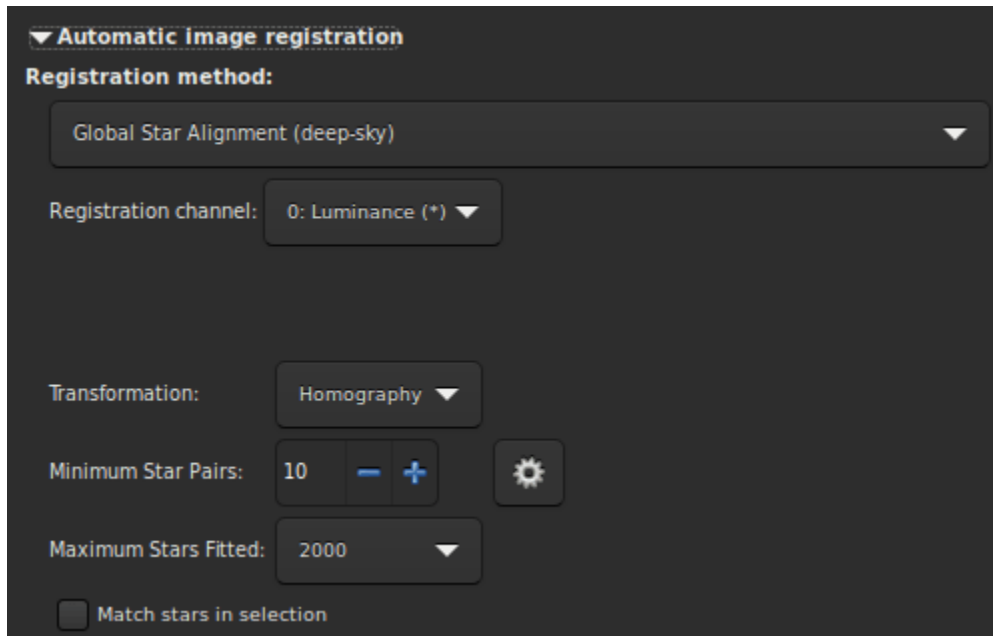 Automatic image registration
Registration method:
Global Star Alignment (deep-sky)
Registration channel: 0: Luminance (*)
Transformation: Homography
Minimum Star Pairs: 10
Maximum Stars Fitted: 2000
Match stars in selection